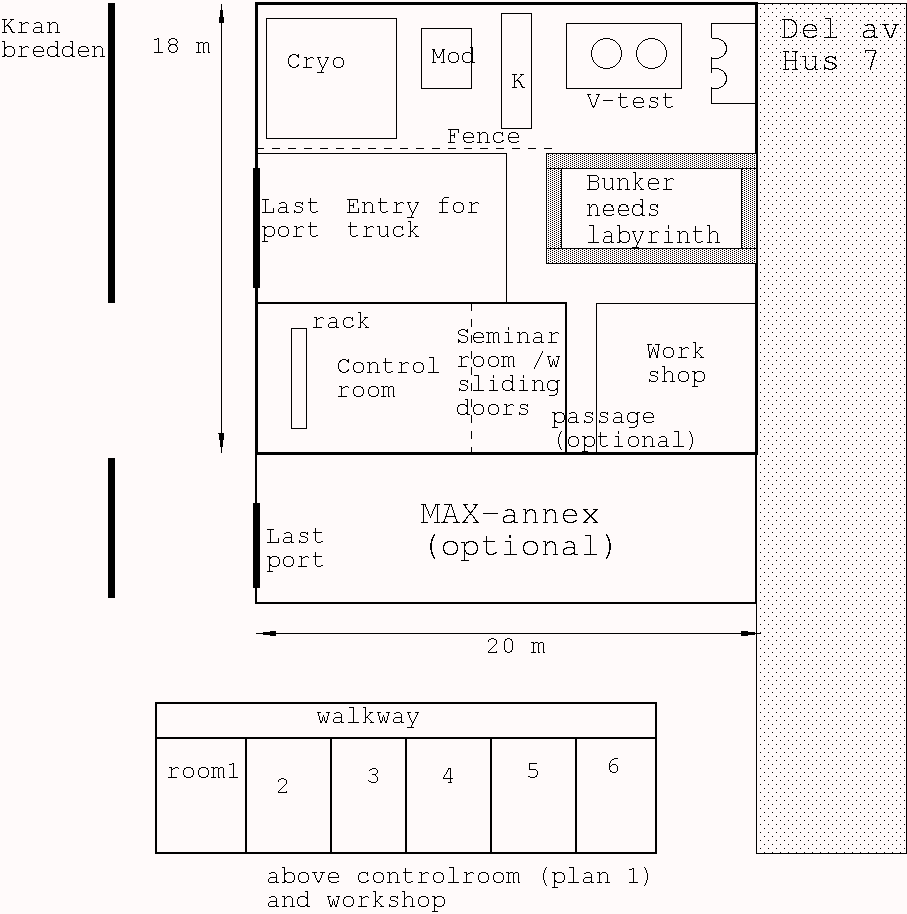 Kran
bredden
18 m
Cryo
Mod
K
V-test
Del av
Hus 7
Fence
Last
port
Entry for
truck
Bunker
needs
labyrinth
rack
Control
room
Seminar
room /w
sliding
doors
Work
shop
passage
(optional)
MAX-annex
(optional)
Last
port
20 m
walkway
room1
2
3
4
5
6
above controlroom (plan 1)
and workshop